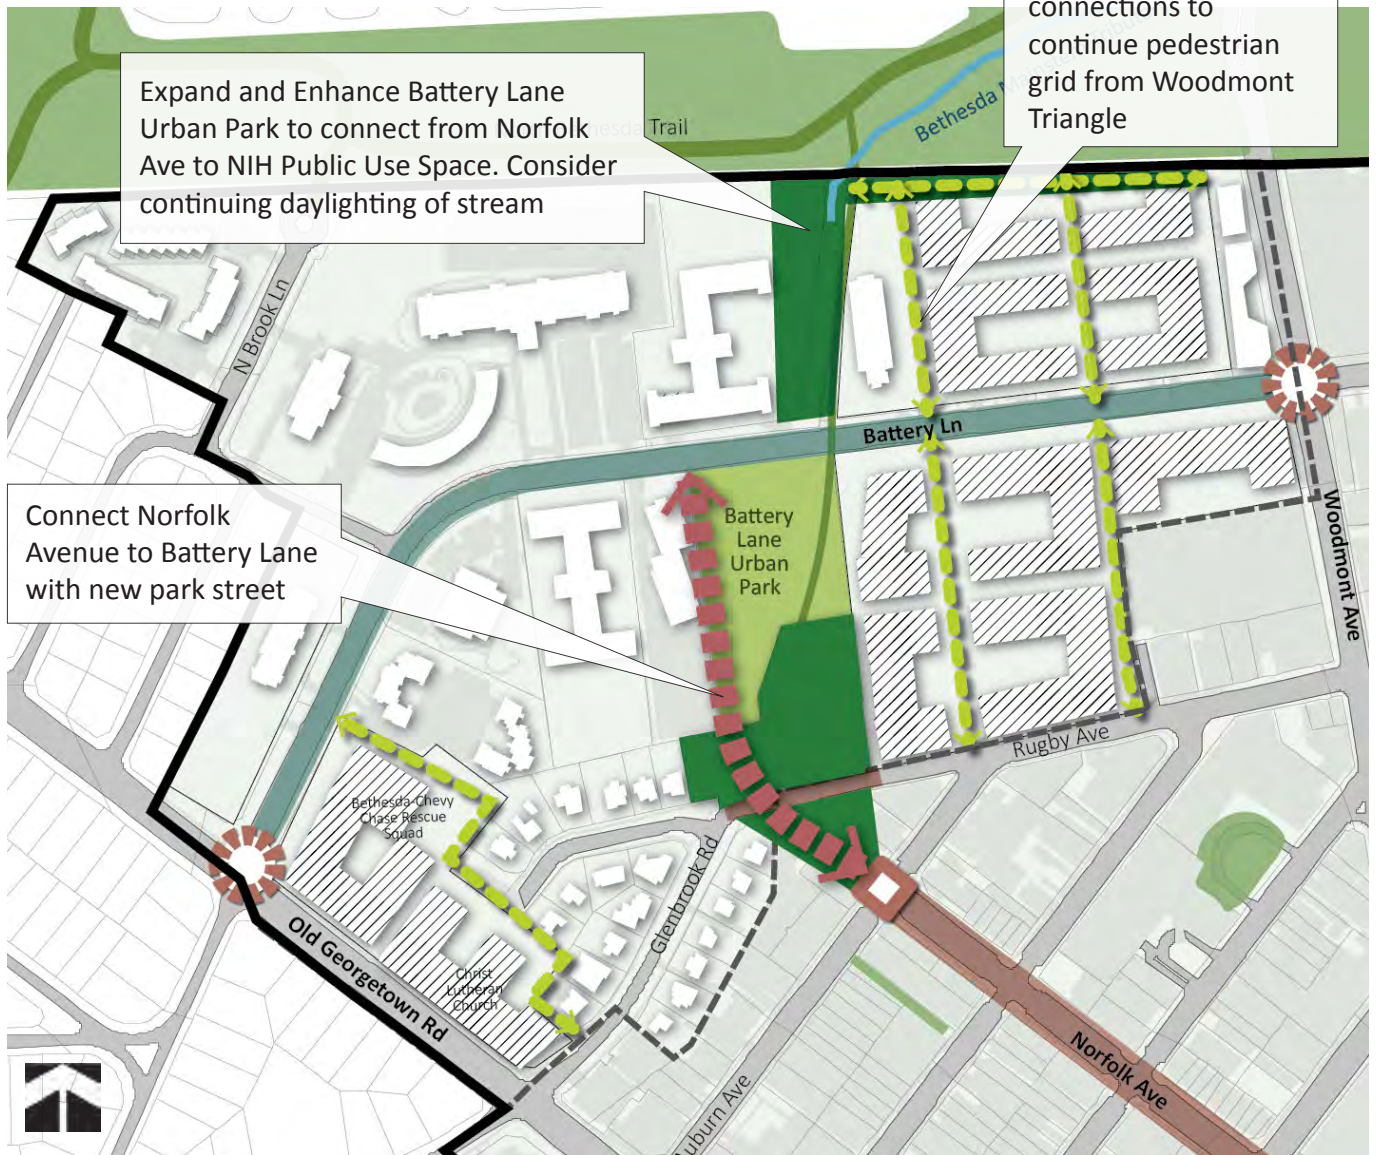 connections to
continue pedestrian
grid from Woodmont
Triangle
Expand and Enhance Battery Lane
Urban Park to connect from Norfolk
Ave to NIH Public Use Space. Consider
continuing daylighting of stream
Trail
Bethesda
N Brook Ln
Battery Ln
Connect Norfolk
Avenue to Battery Lane
with new park street
Battery
Lane
Urban
Park
Woodmont Ave
Rugby Ave
Bethesda-Chevy
Chase Rescue
Squad
Glenbrook Rd
Old Georgetown Rd
Christ
Lutheran
Church
Norfolk Ave
Auburn Ave